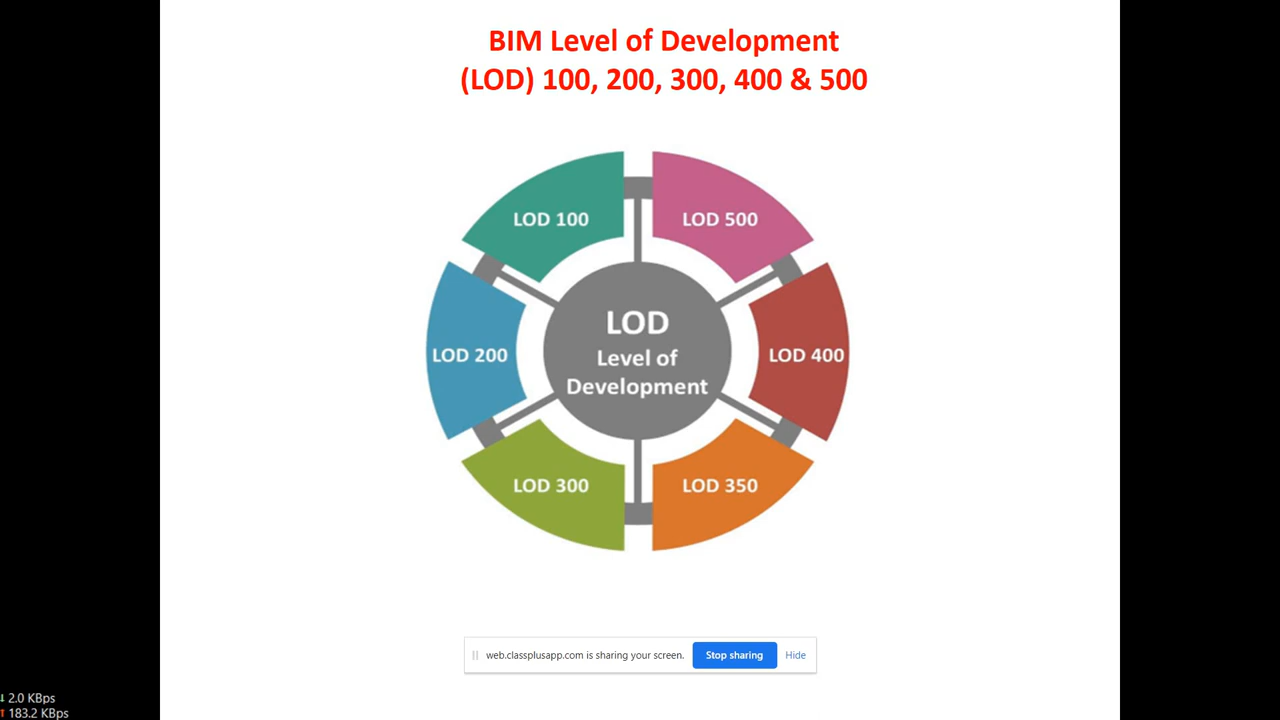 BIM Level of Development
(LOD) 100, 200, 300, 400 & 500
LOD 100
LOD 500
LOD 200
LOD
Level of
Development
LOD 400
LOD 300
LOD 350
web.classplusapp.com is sharing your screen.
Stop sharing
Hide
↓ 2.0 KBps
↑ 183.2 KBps